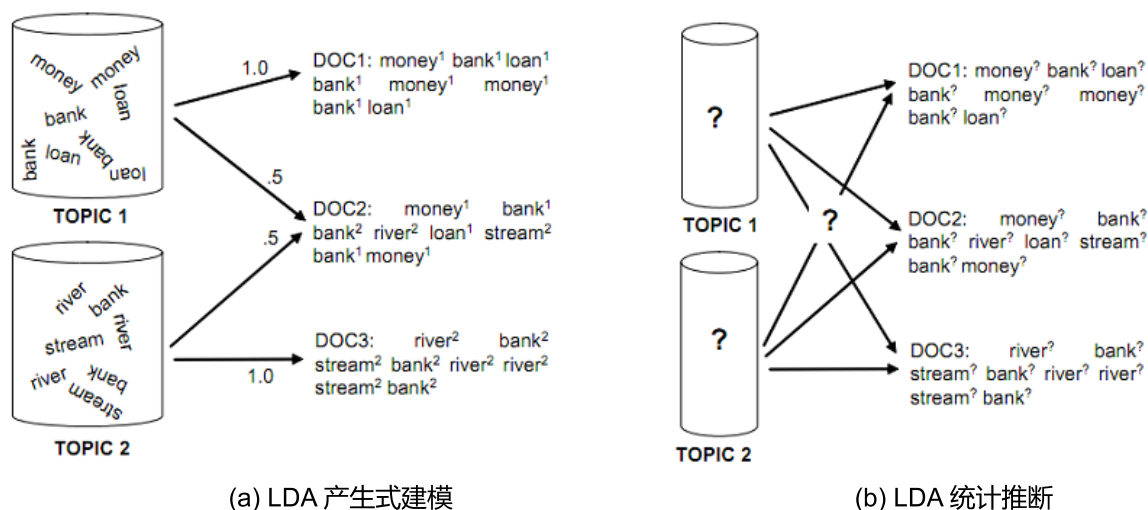 money
money
loan
bank
bank
loan
bank
loan
TOPIC 1
1.0
.5
DOC1: money¹ bank¹ loan¹
bank¹ money¹ money¹
bank¹ loan¹
river
bank
river
stream
river
bank
stream
TOPIC 2
.5
1.0
DOC2: money¹ bank¹
bank² river² loan¹ stream²
bank¹ money¹
DOC3: river² bank²
stream² bank² river² river²
stream² bank²
(a) LDA 产生式建模
?
TOPIC 1
?
TOPIC 2
?
DOC1: money? bank? loan?
bank? money? money?
bank? loan?
DOC2: money? bank?
bank? river? loan? stream?
bank? money?
DOC3: river? bank?
stream? bank? river? river?
stream? bank?
(b) LDA 统计推断